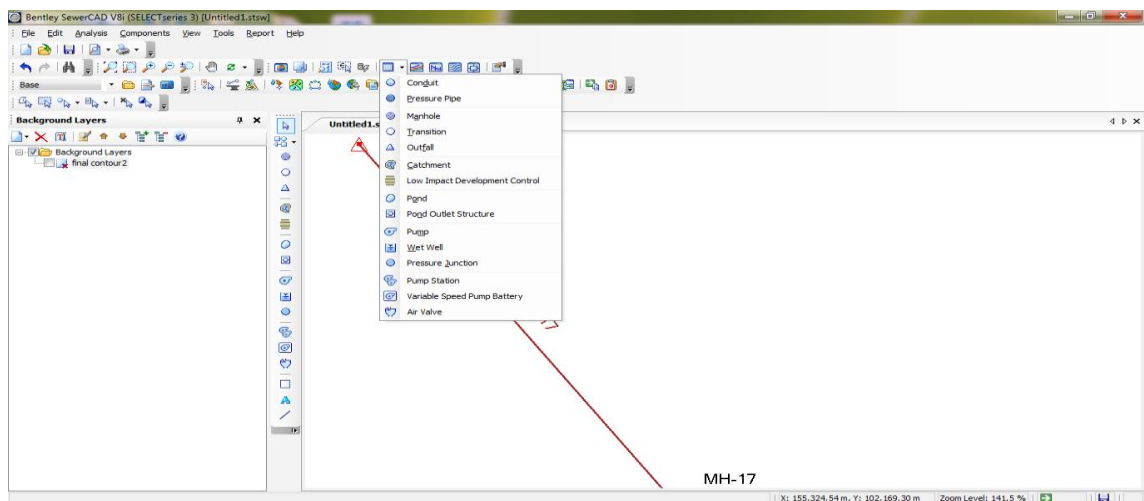 Bentley SewerCAD V8i (SELECTseries 3) [Untitled1.stsw]
File Edit Analysis Components View Tools Report Help
Base
Background Layers
Background Layers
final contour2
Untitled1.s
Conduit
Pressure Pipe
Manhole
Transition
Outfall
Catchment
Low Impact Development Control
Pond
Pond Outlet Structure
Pump
Wet Well
Pressure Junction
Pump Station
Variable Speed Pump Battery
Air Valve
17
MH-17
X: 155,324.54 m, Y: 102,169.30 m Zoom Level: 141.5 %